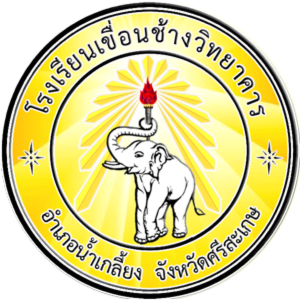 โรงเรียนเขื่อนช้างวิทยาคาร
อำเภอน้ำเกลี้ยง จังหวัดศรีสะเกษ